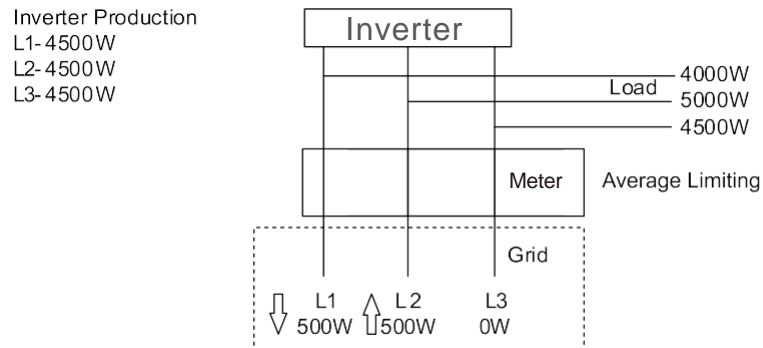 Inverter Production
L1-4500W
L2-4500W
L3-4500W
Inverter
Load
4000W
5000W
4500W
Meter
Average Limiting
Grid
L1 L2 L3
500W 500W 0W